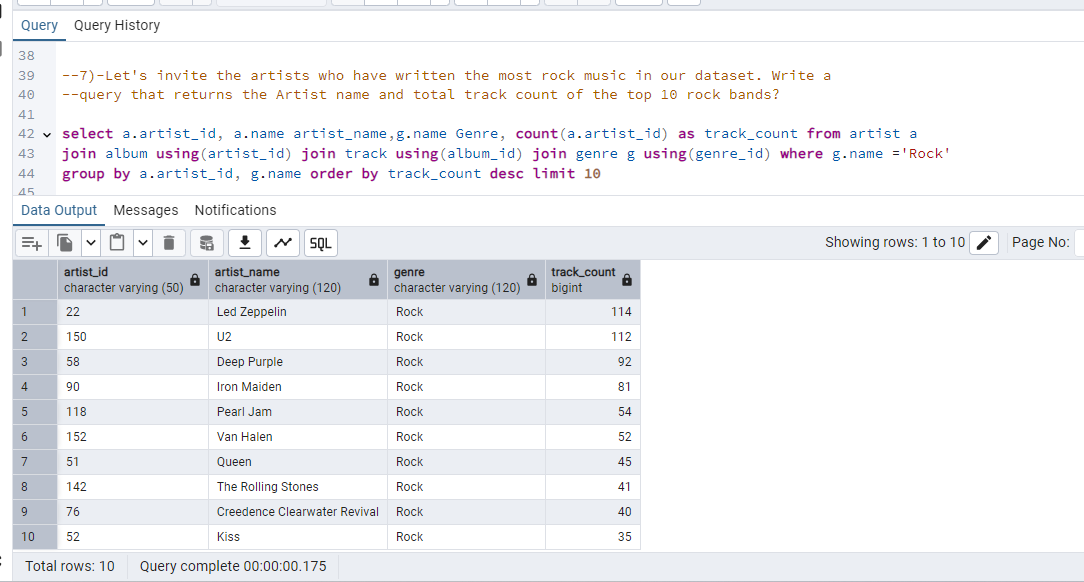 Query Query History
38
39 --7)-Let's invite the artists who have written the most rock music in our dataset. Write a
40 --query that returns the Artist name and total track count of the top 10 rock bands?
41
42 select a.artist_id, a.name artist_name,g.name Genre, count(a.artist_id) as track_count from artist a
43 join album using(artist_id) join track using(album_id) join genre g using(genre_id) where g.name ='Rock'
44 group by a.artist_id, g.name order by track_count desc limit 10
45
Data Output Messages Notifications
SQL Showing rows: 1 to 10 Page No:
artist_id artist_name genre track_count
character varying (50) character varying (120) character varying (120) bigint
1 22 Led Zeppelin Rock 114
2 150 U2 Rock 112
3 58 Deep Purple Rock 92
4 90 Iron Maiden Rock 81
5 118 Pearl Jam Rock 54
6 152 Van Halen Rock 52
7 51 Queen Rock 45
8 142 The Rolling Stones Rock 41
9 76 Creedence Clearwater Revival Rock 40
10 52 Kiss Rock 35
Total rows: 10 Query complete 00:00:00.175